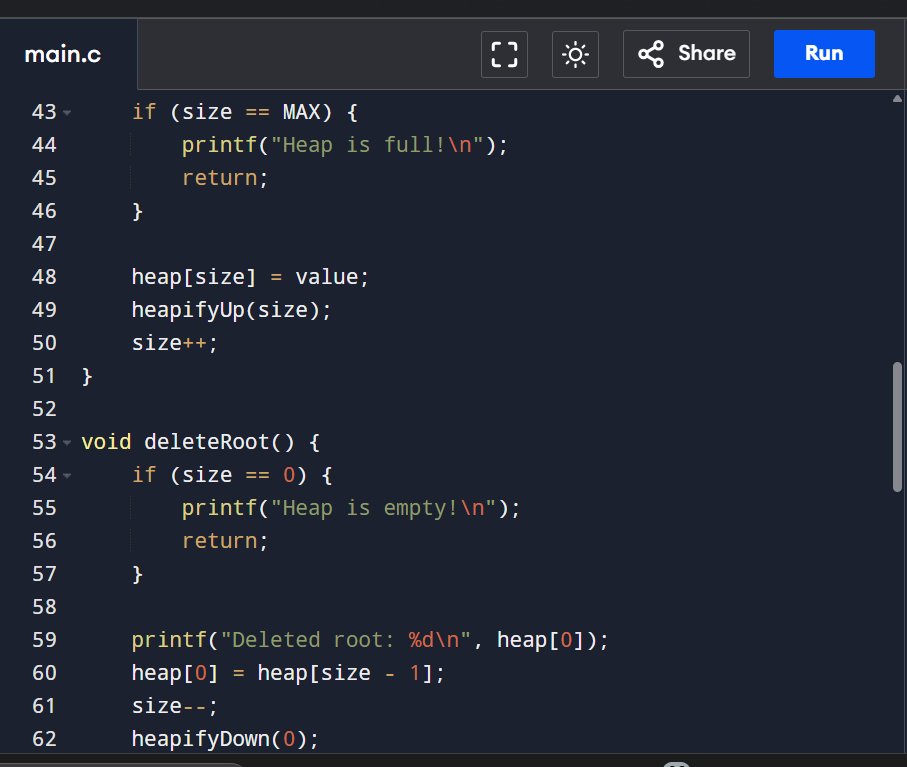 main.c
Share
Run
43 if (size == MAX) {
44 printf("Heap is full!\n");
45 return;
46 }
47
48 heap[size] = value;
49 heapifyUp(size);
50 size++;
51 }
52
53 void deleteRoot() {
54 if (size == 0) {
55 printf("Heap is empty!\n");
56 return;
57 }
58
59 printf("Deleted root: %d\n", heap[0]);
60 heap[0] = heap[size - 1];
61 size--;
62 heapifyDown(0);